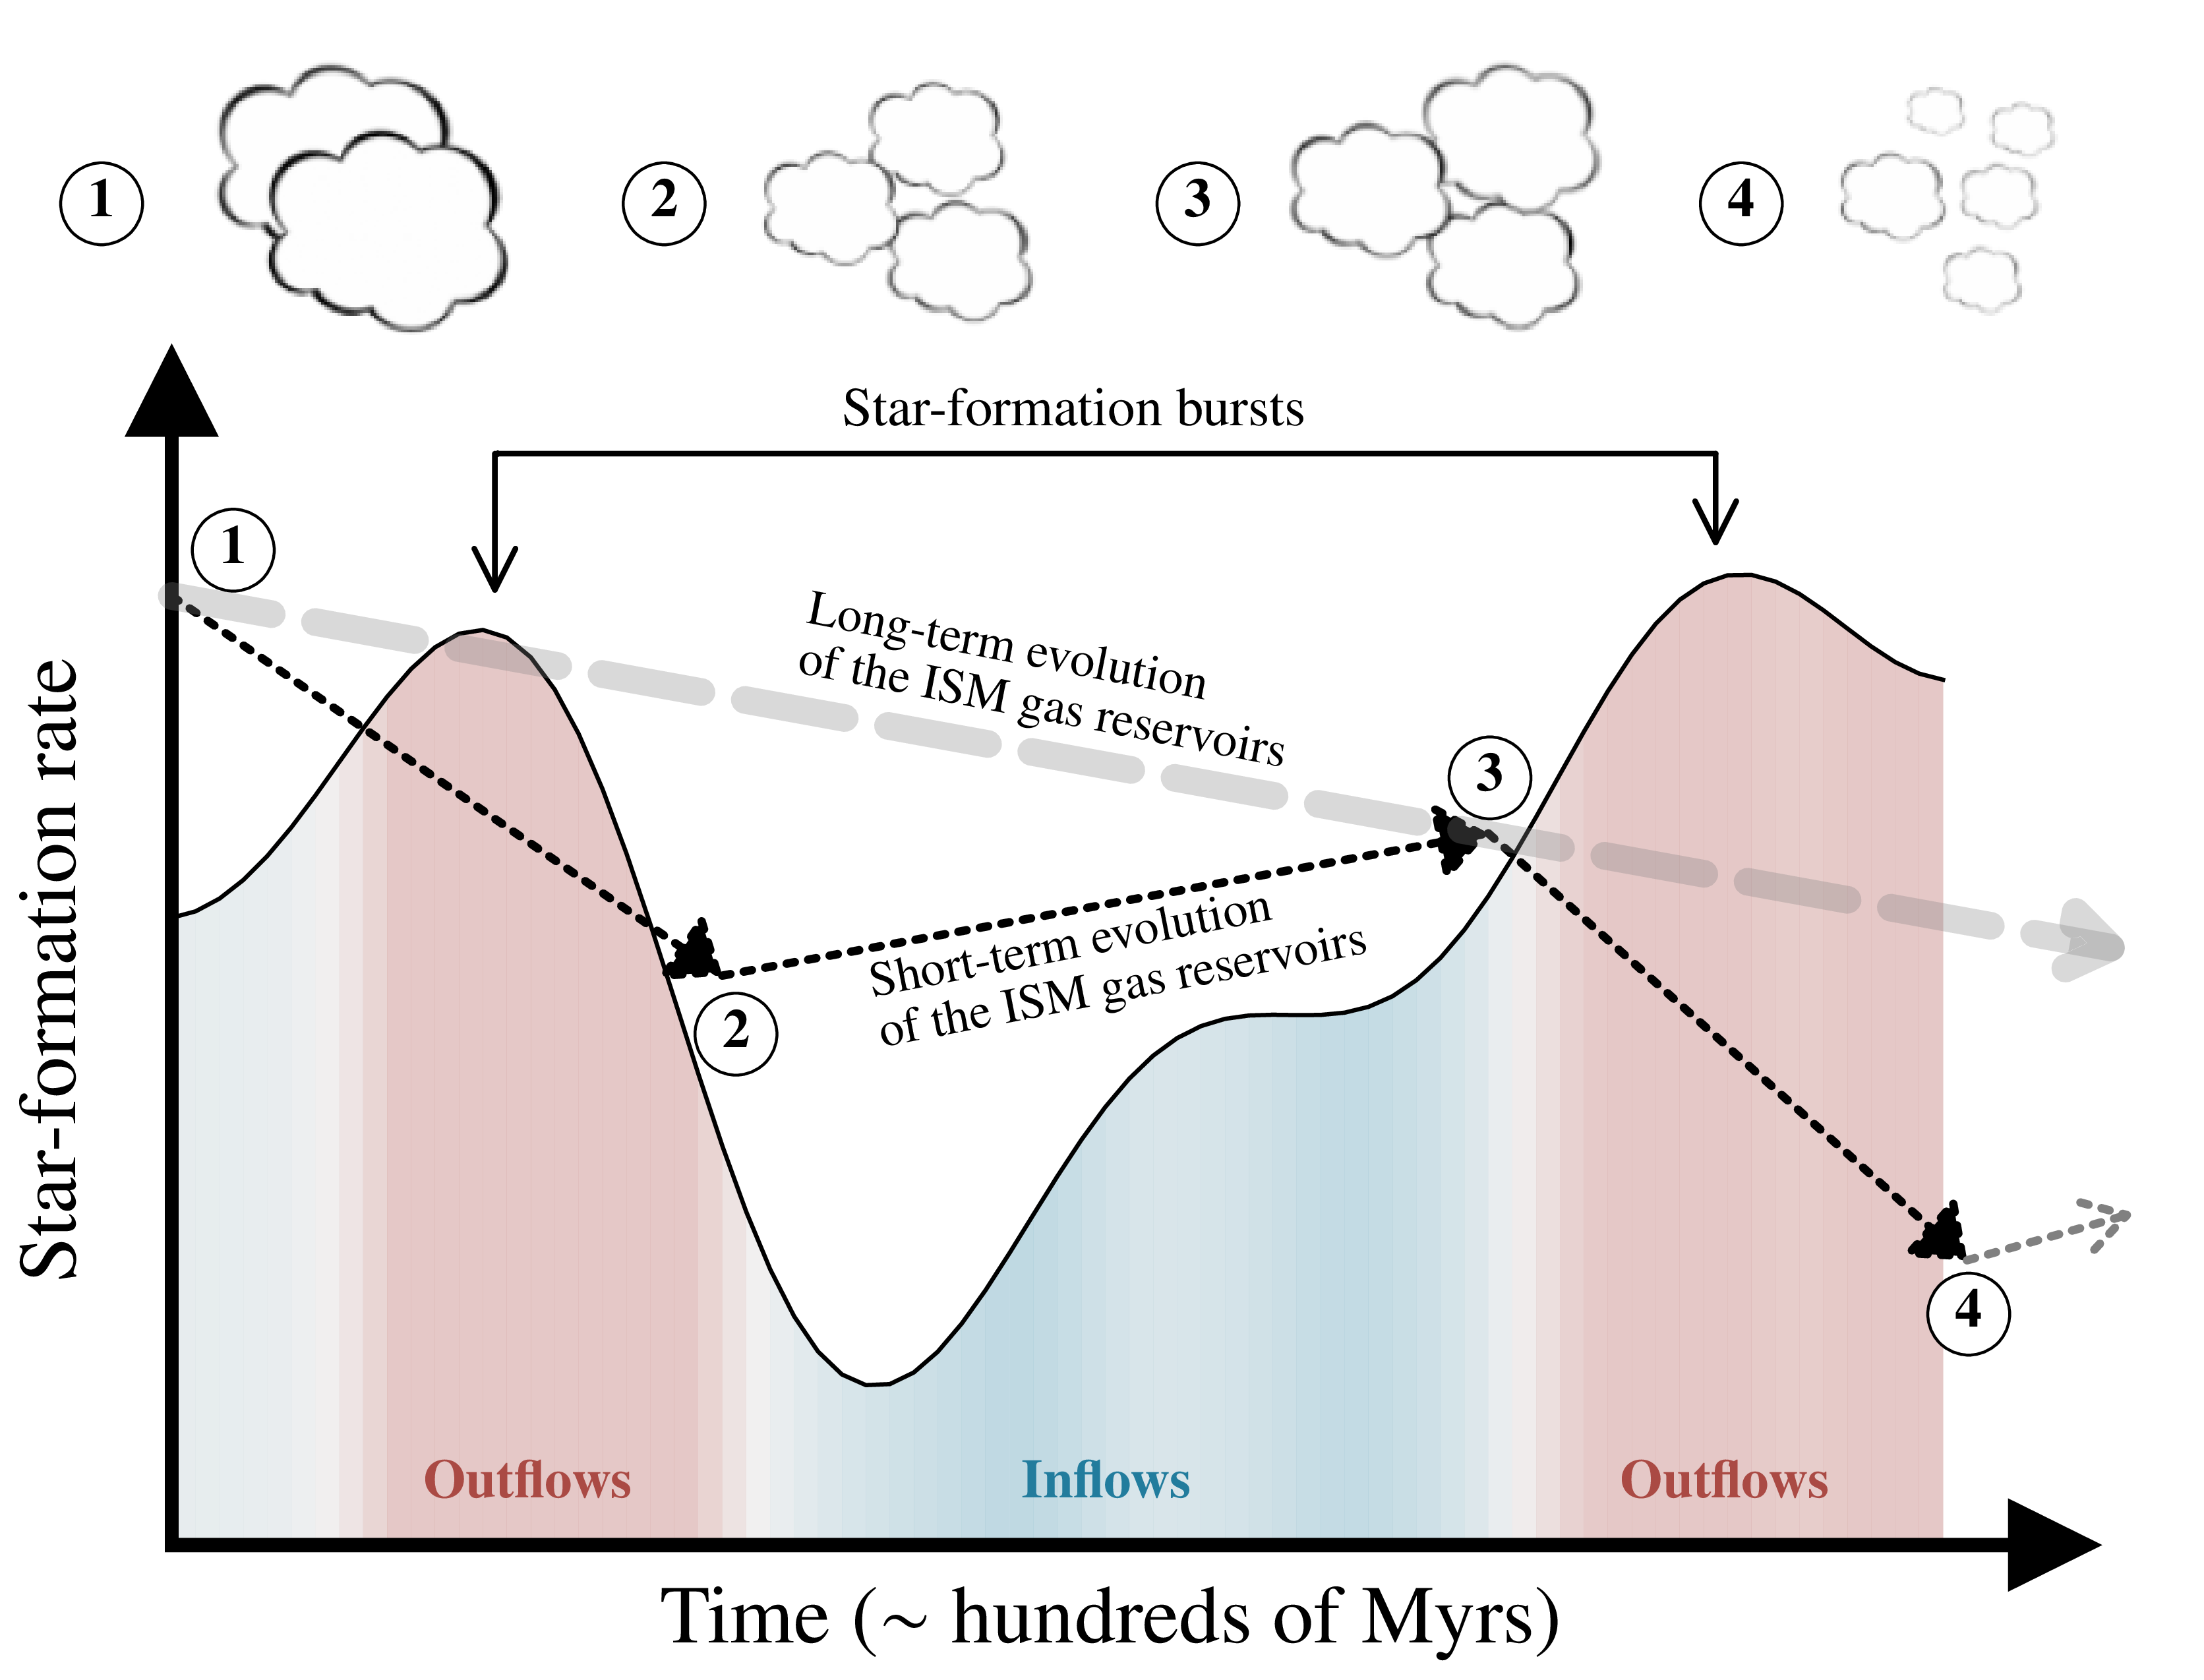 1
2
3
4
Star-formation bursts
1
Long-term evolution
of the ISM gas reservoirs
3
Short-term evolution
of the ISM gas reservoirs
2
4
Star-formation rate
Outflows
Inflows
Outflows
Time (~ hundreds of Myrs)